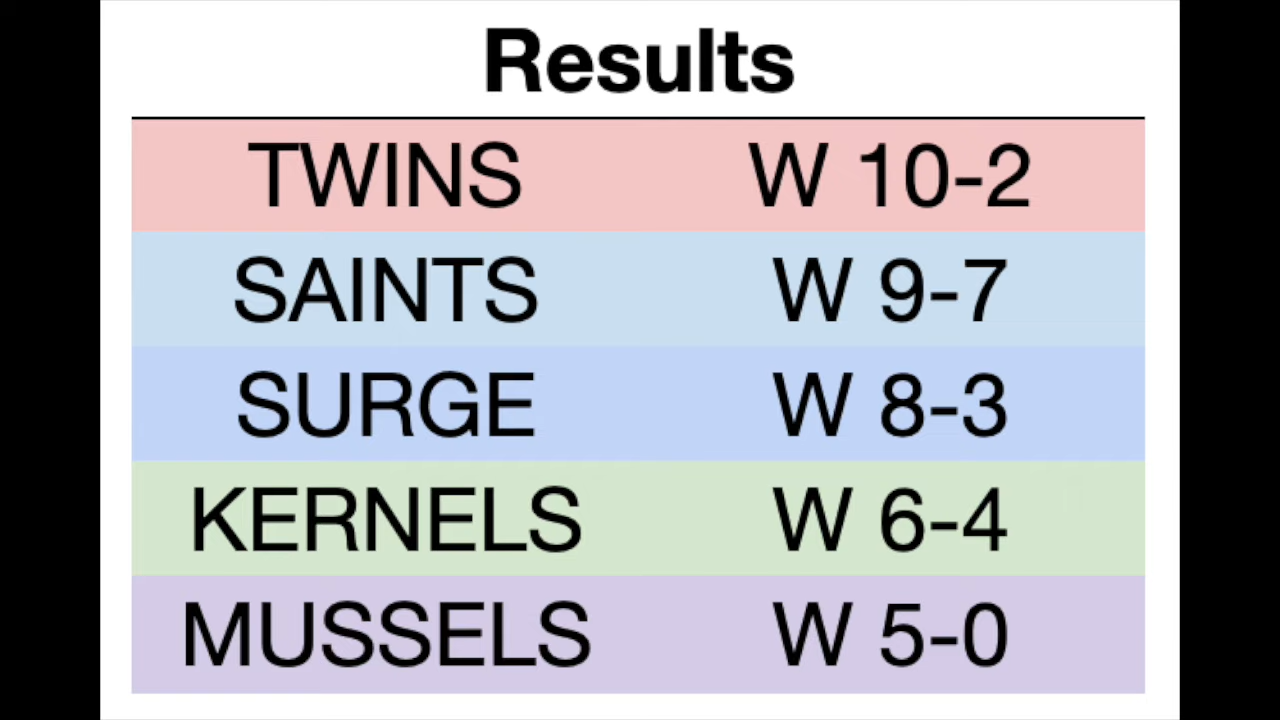 Results
TWINS W 10-2
SAINTS W 9-7
SURGE W 8-3
KERNELS W 6-4
MUSSELS W 5-0